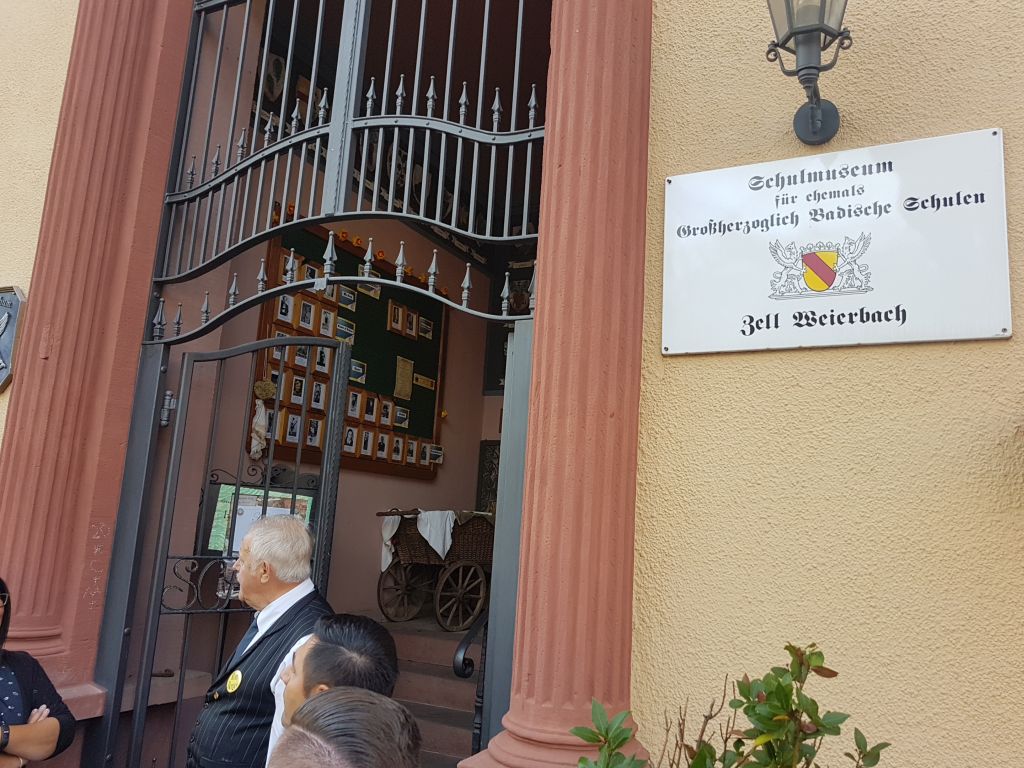 Schulmuseum
für ehemals
Großherzoglich Badische Schulen
Zell Weierbach